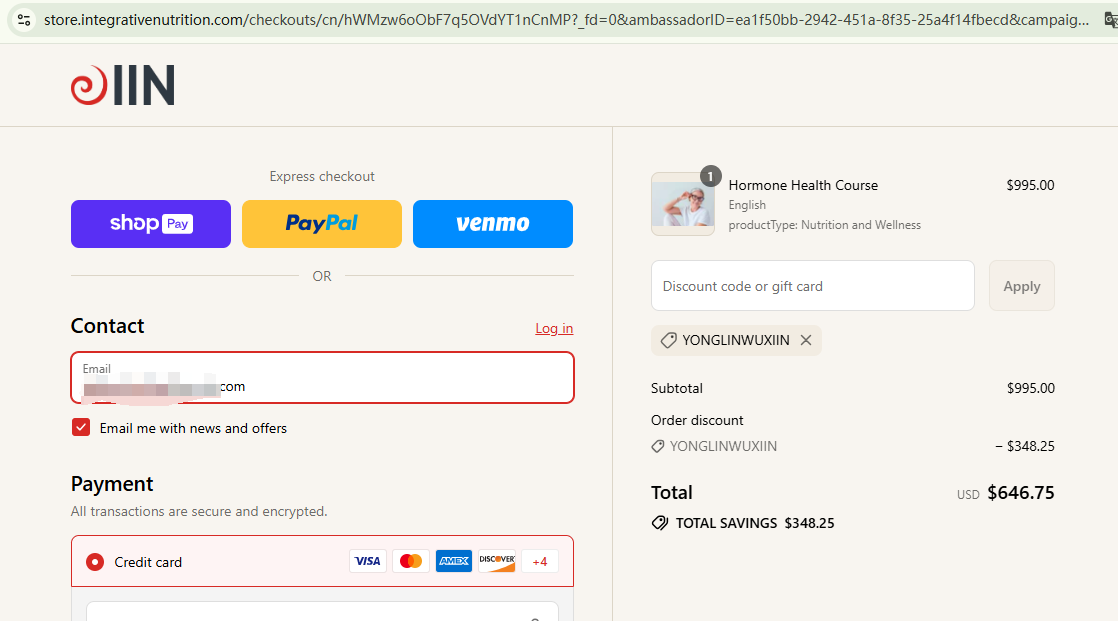 store.integrativenutrition.com/checkouts/cn/hWMzw6oObF7q5OVdYT1nCnMP?_fd=0&ambassadorID=ea1f50bb-2942-451a-8f35-25a4f14fbecd&campaig...
IIN
Express checkout
shop Pay
PayPal
venmo
OR
Contact
Log in
Email
com
Email me with news and offers
Payment
All transactions are secure and encrypted.
Credit card
VISA
AMEX
DISCOVER
+4
1
Hormone Health Course
$995.00
English
productType: Nutrition and Wellness
Discount code or gift card
Apply
YONGLINWUXIIN
Subtotal
$995.00
Order discount
YONGLINWUXIIN
− $348.25
Total
USD $646.75
TOTAL SAVINGS $348.25